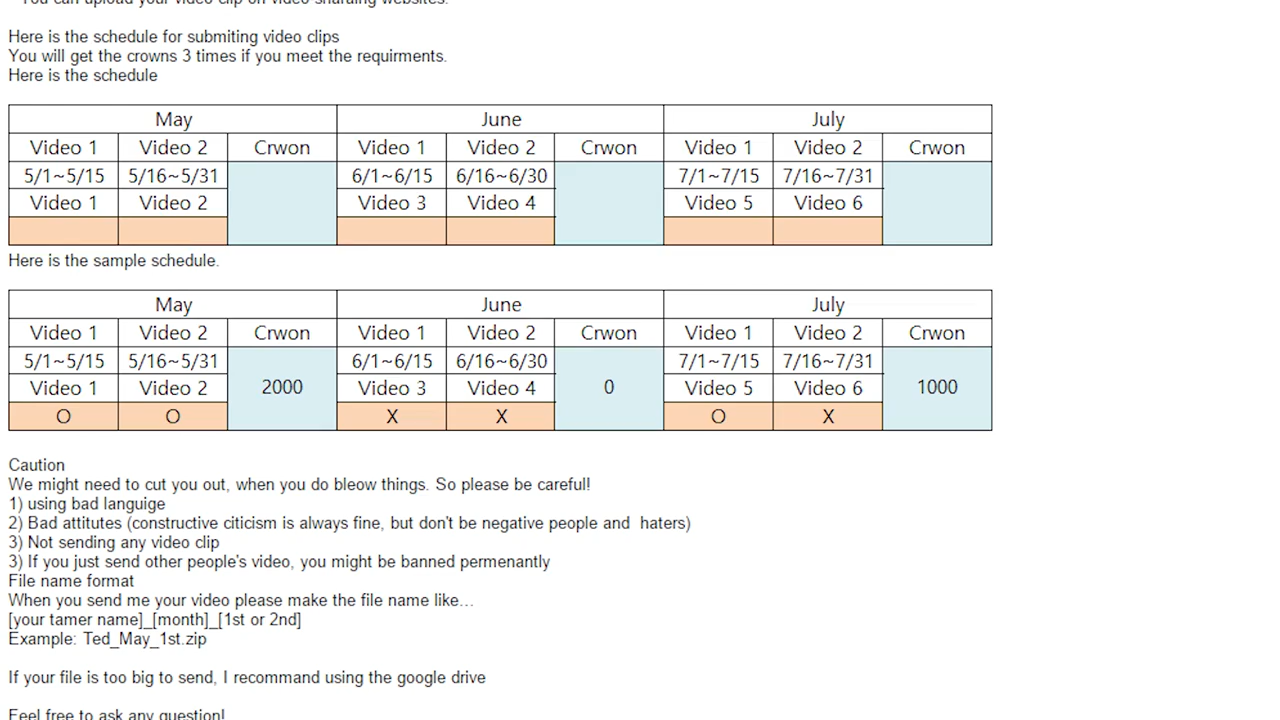 You can upload your video clip on video sharding websites.
Here is the schedule for submiting video clips
You will get the crowns 3 times if you meet the requirments.
Here is the schedule
May June July
Video 1 Video 2 Crwon Video 1 Video 2 Crwon Video 1 Video 2 Crwon
5/1~5/15 5/16~5/31 6/1~6/15 6/16~6/30 7/1~7/15 7/16~7/31
Video 1 Video 2 Video 3 Video 4 Video 5 Video 6
Here is the sample schedule.
May June July
Video 1 Video 2 Crwon Video 1 Video 2 Crwon Video 1 Video 2 Crwon
5/1~5/15 5/16~5/31 6/1~6/15 6/16~6/30 7/1~7/15 7/16~7/31
Video 1 Video 2 2000 Video 3 Video 4 0 Video 5 Video 6 1000
O O X X O X
Caution
We might need to cut you out, when you do bleow things. So please be careful!
1) using bad languige
2) Bad attitutes (constructive citicism is always fine, but don't be negative people and haters)
3) Not sending any video clip
3) If you just send other people's video, you might be banned permenantly
File name format
When you send me your video please make the file name like...
[your tamer name]_[month]_[1st or 2nd]
Example: Ted_May_1st.zip
If your file is too big to send, I recommand using the google drive
Feel free to ask any question!